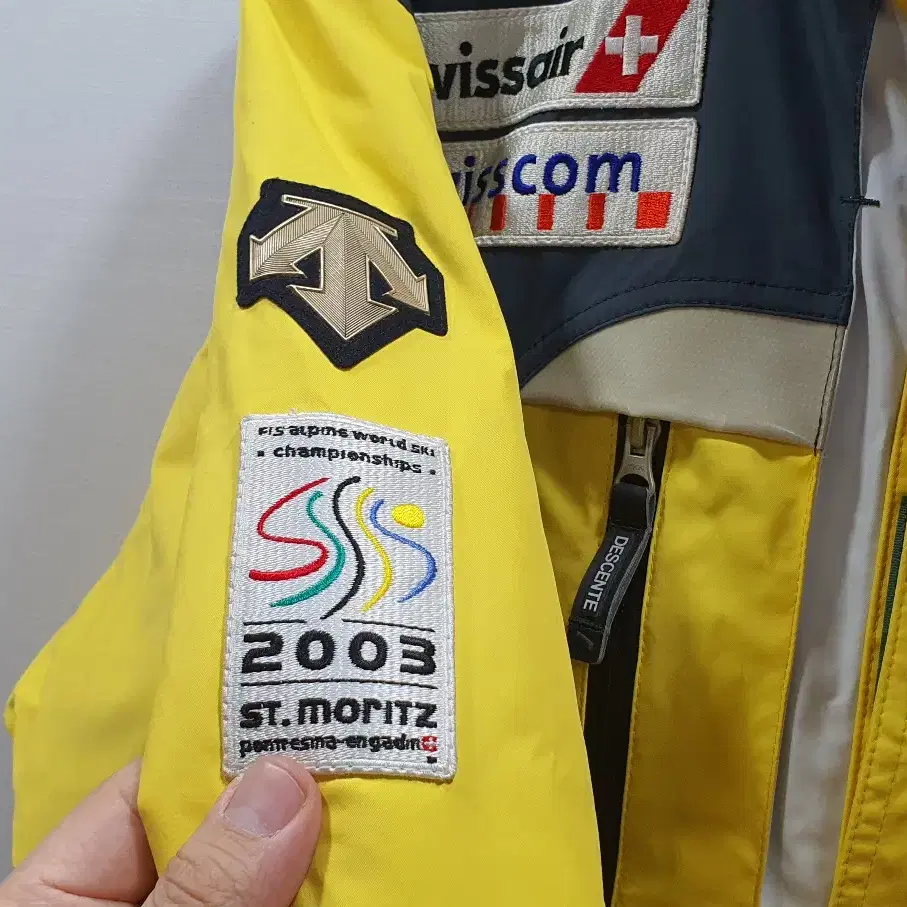 wissair
isscom
FIS alpine world ski
• championships •
2003
ST. MORITZ
pontresina-engadin
DESCENTE